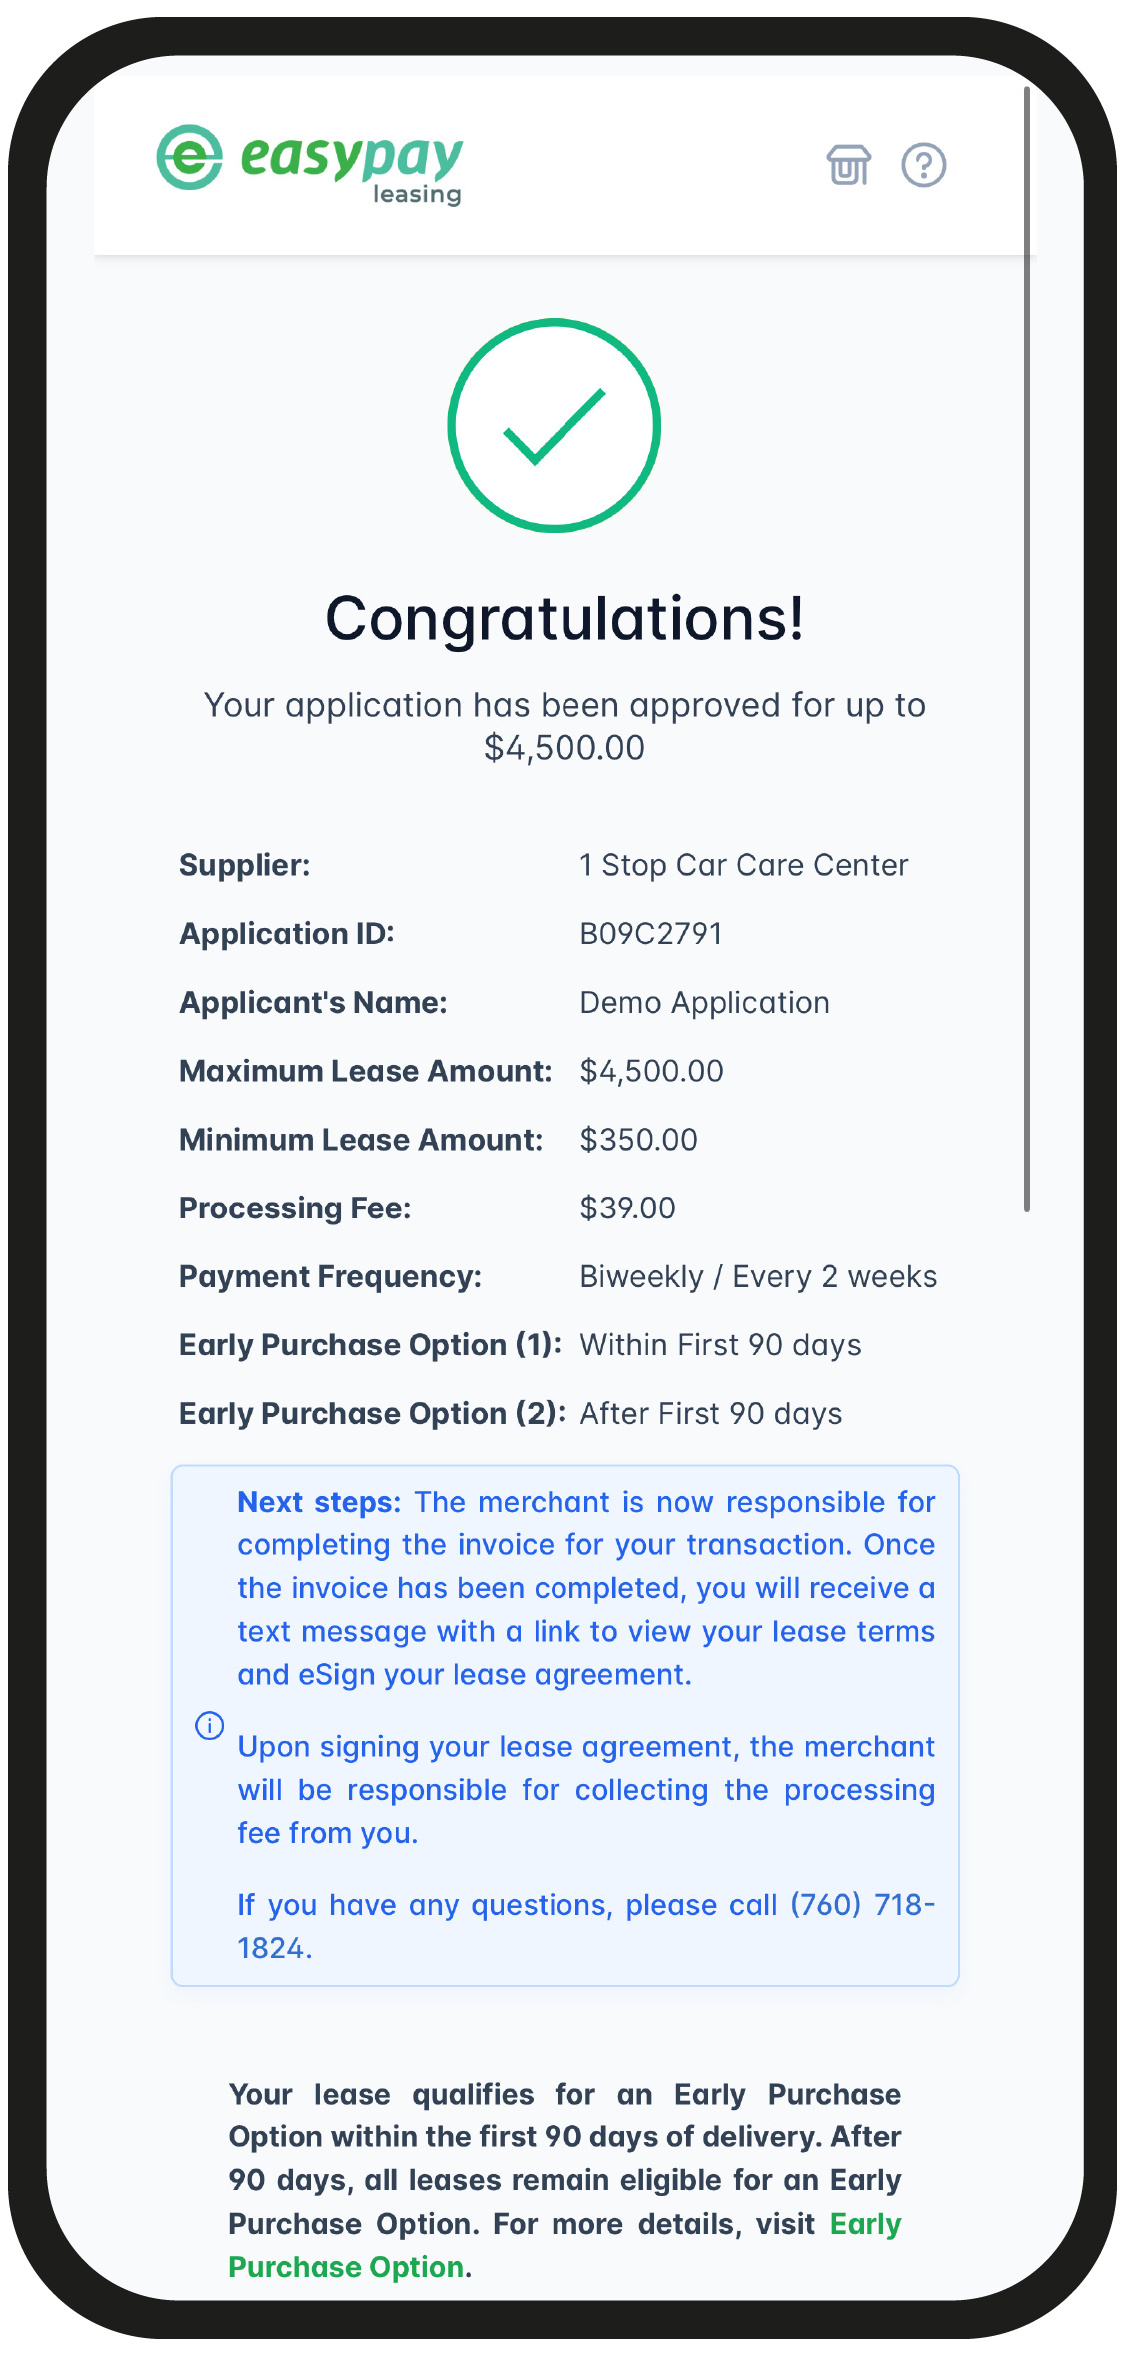 easypay
leasing
Congratulations!
Your application has been approved for up to
$4,500.00
Supplier: 1 Stop Car Care Center
Application ID: B09C2791
Applicant's Name: Demo Application
Maximum Lease Amount: $4,500.00
Minimum Lease Amount: $350.00
Processing Fee: $39.00
Payment Frequency: Biweekly / Every 2 weeks
Early Purchase Option (1): Within First 90 days
Early Purchase Option (2): After First 90 days
Next steps: The merchant is now responsible for
completing the invoice for your transaction. Once
the invoice has been completed, you will receive a
text message with a link to view your lease terms
and eSign your lease agreement.
Upon signing your lease agreement, the merchant
will be responsible for collecting the processing
fee from you.
If you have any questions, please call (760) 718-
1824.
Your lease qualifies for an Early Purchase
Option within the first 90 days of delivery. After
90 days, all leases remain eligible for an Early
Purchase Option. For more details, visit Early
Purchase Option.